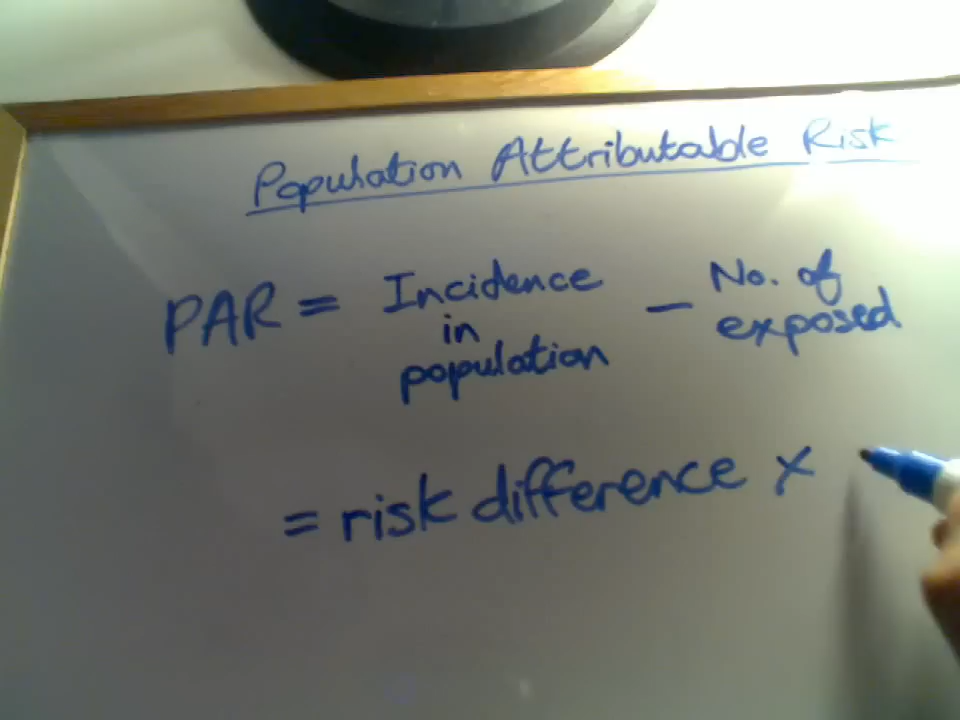 Population Attributable Risk
PAR = Incidence in population – No. of exposed
= risk difference ×